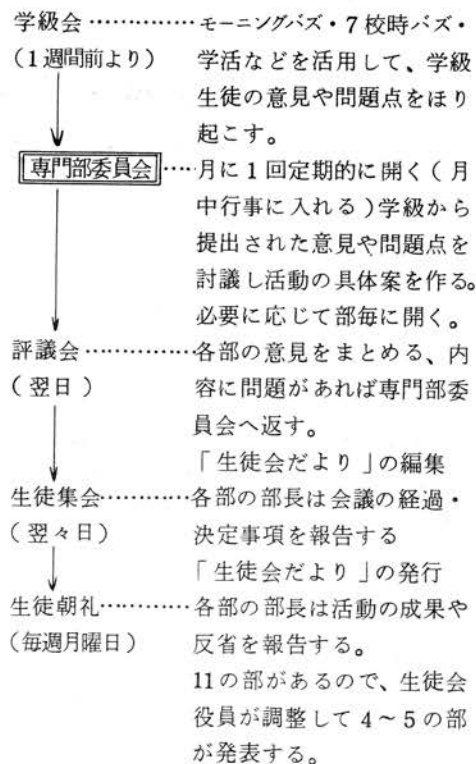 学級会……………モーニングバズ・7校時バズ・
(1週間前より) 学活などを活用して、学級
生徒の意見や問題点をほり
起こす。
専門部委員会……月に1回定期的に開く(月
中行事に入れる)学級から
提出された意見や問題点を
討議し活動の具体案を作る。
必要に応じて部毎に開く。
評議会……………各部の意見をまとめる、内
(翌日) 容に問題があれば専門部委
員会へ返す。
「生徒会だより」の編集
生徒集会…………各部の部長は会議の経過・
(翌々日) 決定事項を報告する
「生徒会だより」の発行
生徒朝礼…………各部の部長は活動の成果や
(毎週月曜日) 反省を報告する。
11の部があるので、生徒会
役員が調整して4~5の部
が発表する。